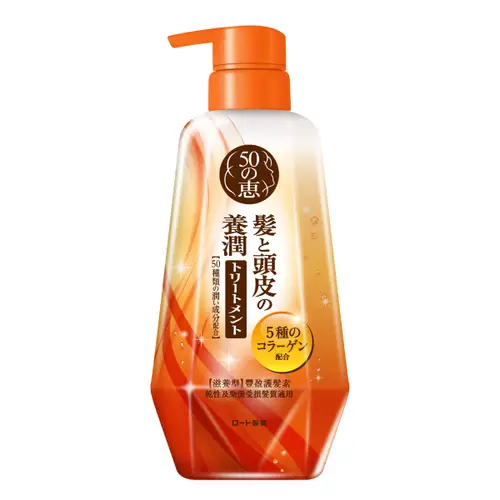 50の恵
髪と頭皮の
養潤
トリートメント
【50種類の潤い成分配合】
5種の
コラーゲン
配合
【滋養型】豐盈護髮素
乾性及染燙受損髮質適用
ロート製薬